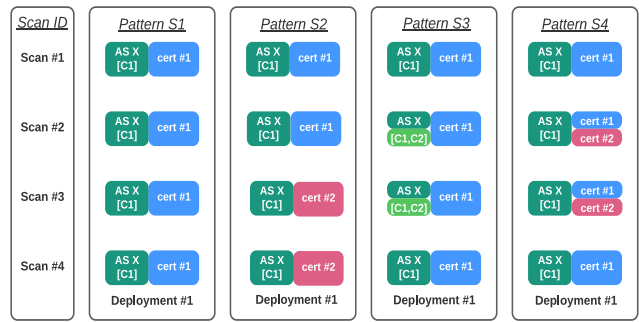 Scan ID
Scan #1
Scan #2
Scan #3
Scan #4
Pattern S1
AS X
[C1]
cert #1
AS X
[C1]
cert #1
AS X
[C1]
cert #1
AS X
[C1]
cert #1
Deployment #1
Pattern S2
AS X
[C1]
cert #1
AS X
[C1]
cert #1
AS X
[C1]
cert #2
AS X
[C1]
cert #2
Deployment #1
Pattern S3
AS X
[C1]
cert #1
AS X
[C1,C2]
cert #1
AS X
[C1,C2]
cert #1
AS X
[C1]
cert #1
Deployment #1
Pattern S4
AS X
[C1]
cert #1
AS X
[C1]
cert #1
cert #2
AS X
[C1]
cert #1
cert #2
AS X
[C1]
cert #1
Deployment #1